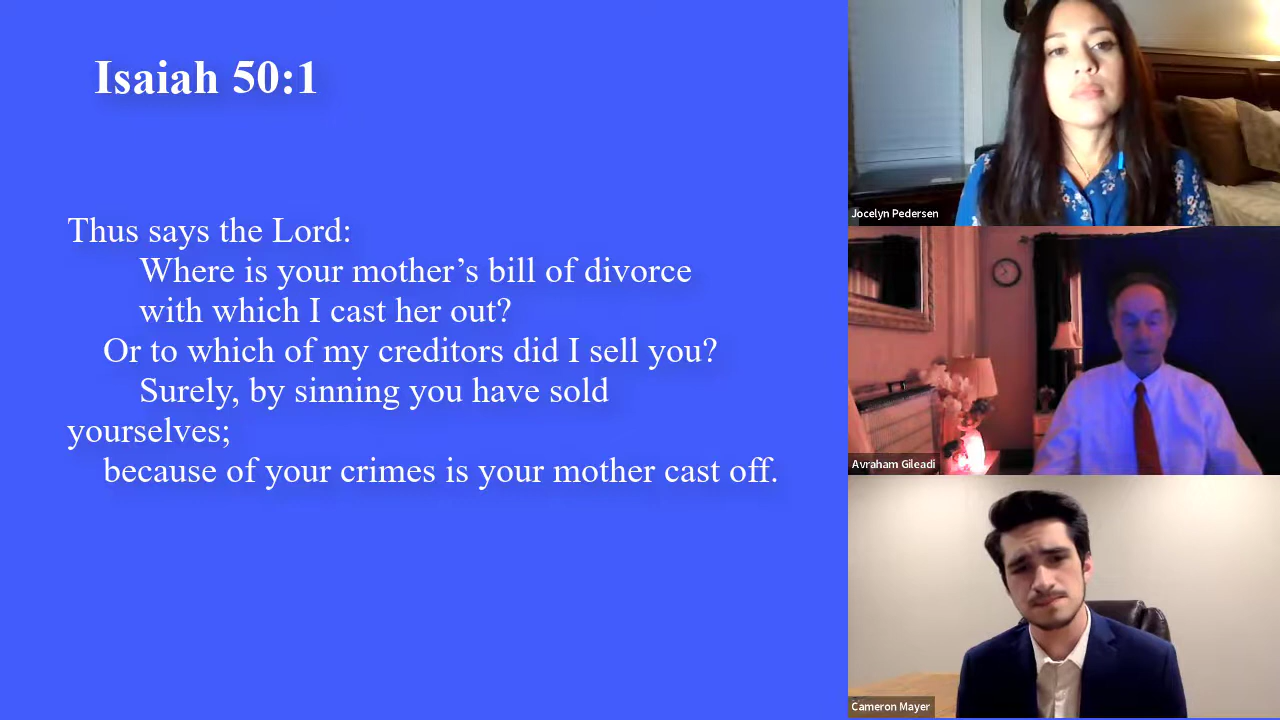 Isaiah 50:1
Thus says the Lord:
Where is your mother’s bill of divorce
with which I cast her out?
Or to which of my creditors did I sell you?
Surely, by sinning you have sold
yourselves;
because of your crimes is your mother cast off.
Jocelyn Pedersen
Avraham Gileadi
Cameron Mayer